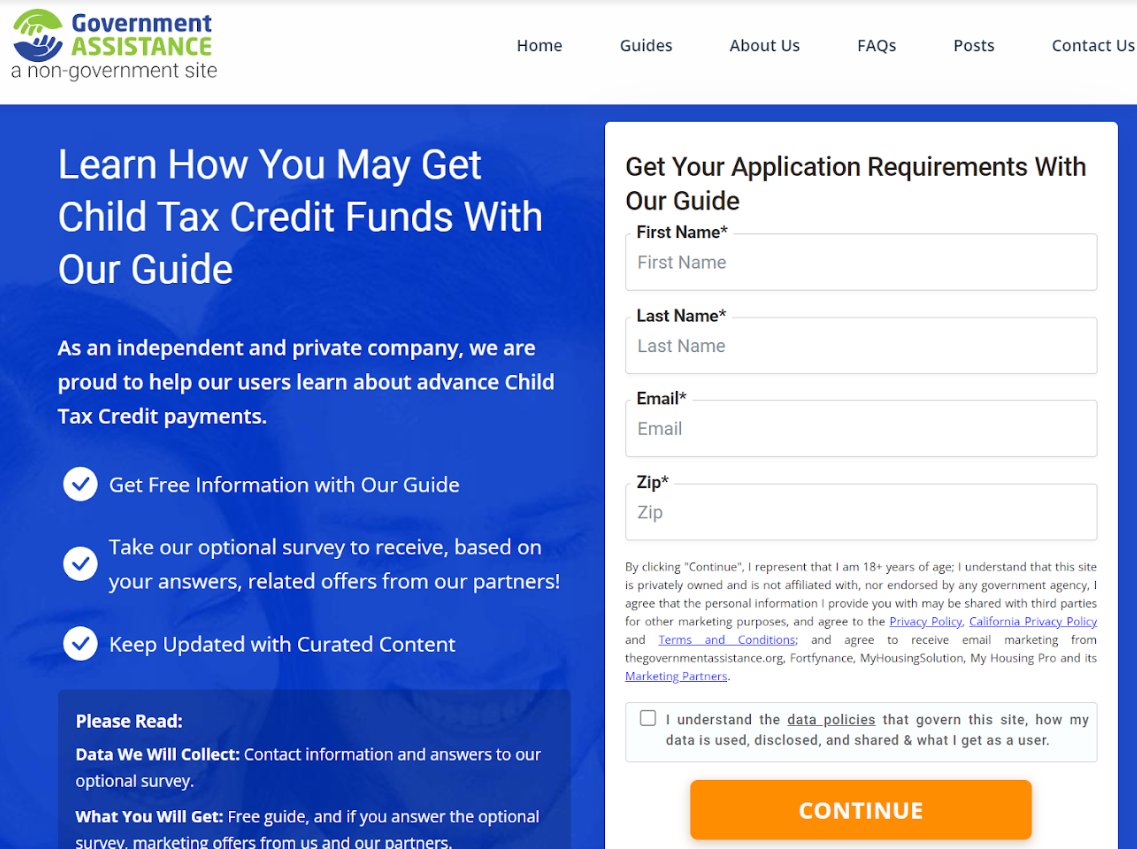 Government
ASSISTANCE
a non-government site
Home
Guides
About Us
FAQs
Posts
Contact Us
Learn How You May Get
Child Tax Credit Funds With
Our Guide
As an independent and private company, we are
proud to help our users learn about advance Child
Tax Credit payments.
Get Free Information with Our Guide
Take our optional survey to receive, based on
your answers, related offers from our partners!
Keep Updated with Curated Content
Please Read:
Data We Will Collect: Contact information and answers to our
optional survey.
What You Will Get: Free guide, and if you answer the optional
survey, marketing offers from us and our partners.
Get Your Application Requirements With
Our Guide
First Name*
First Name
Last Name*
Last Name
Email*
Email
Zip*
Zip
By clicking "Continue", I represent that I am 18+ years of age; I understand that this site
is privately owned and is not affiliated with, nor endorsed by any government agency, I
agree that the personal information I provide you with may be shared with third parties
for other marketing purposes, and agree to the Privacy Policy, California Privacy Policy
and Terms and Conditions; and agree to receive email marketing from
thegovernmentassistance.org, Fortfynance, MyHousingSolution, My Housing Pro and its
Marketing Partners.
I understand the data policies that govern this site, how my
data is used, disclosed, and shared & what I get as a user.
CONTINUE